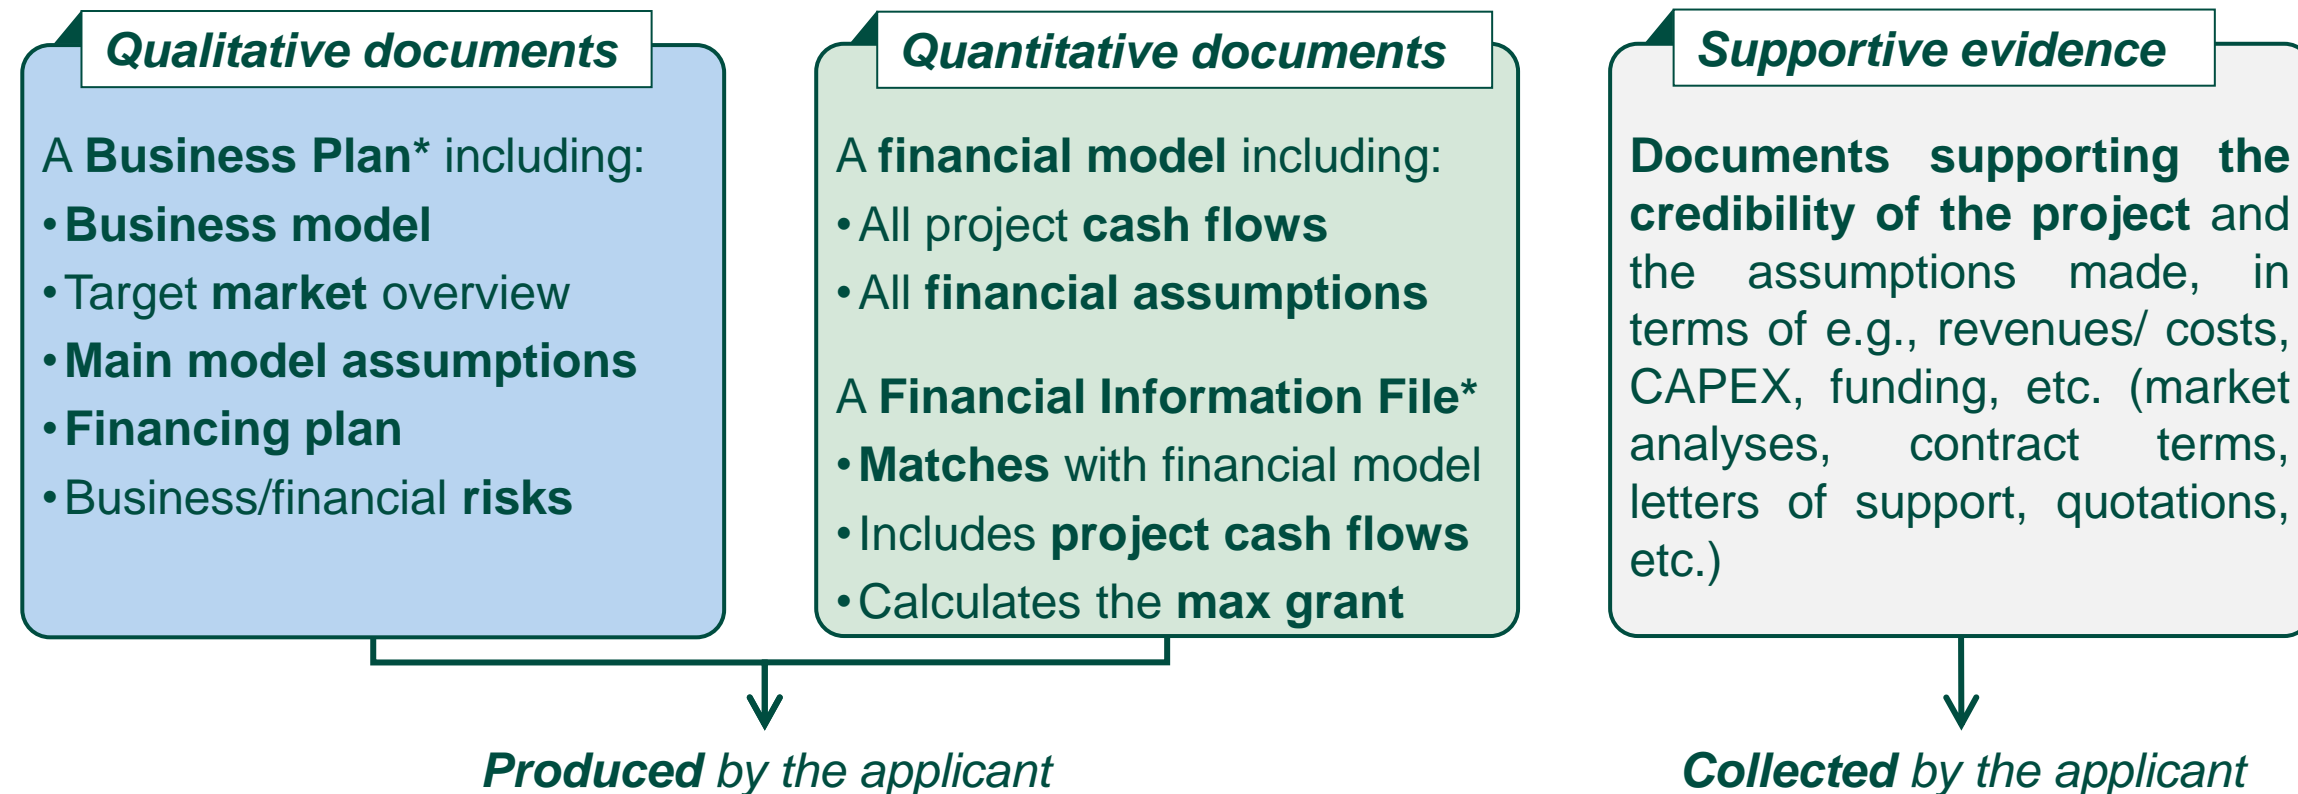 Qualitative documents
A Business Plan* including:
•Business model
•Target market overview
•Main model assumptions
•Financing plan
•Business/financial risks
Quantitative documents
A financial model including:
•All project cash flows
•All financial assumptions
A Financial Information File*
•Matches with financial model
•Includes project cash flows
•Calculates the max grant
Produced by the applicant
Supportive evidence
Documents supporting the
credibility of the project and
the assumptions made, in
terms of e.g., revenues/ costs,
CAPEX, funding, etc. (market
analyses, contract terms,
letters of support, quotations,
etc.)
Collected by the applicant